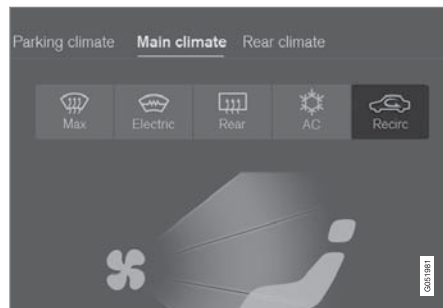 Parking climate Main climate Rear climate
Max Electric Rear AC Recirc
G051981